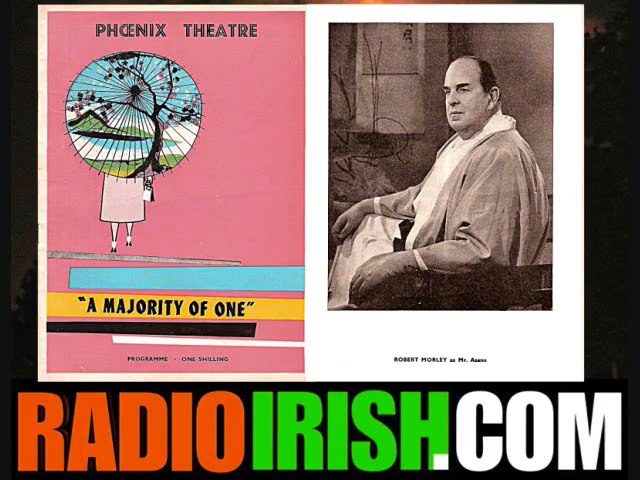 PHŒNIX THEATRE
"A MAJORITY OF ONE"
PROGRAMME · ONE SHILLING
ROBERT MORLEY as Mr. Asano
RADIOIRISH.COM